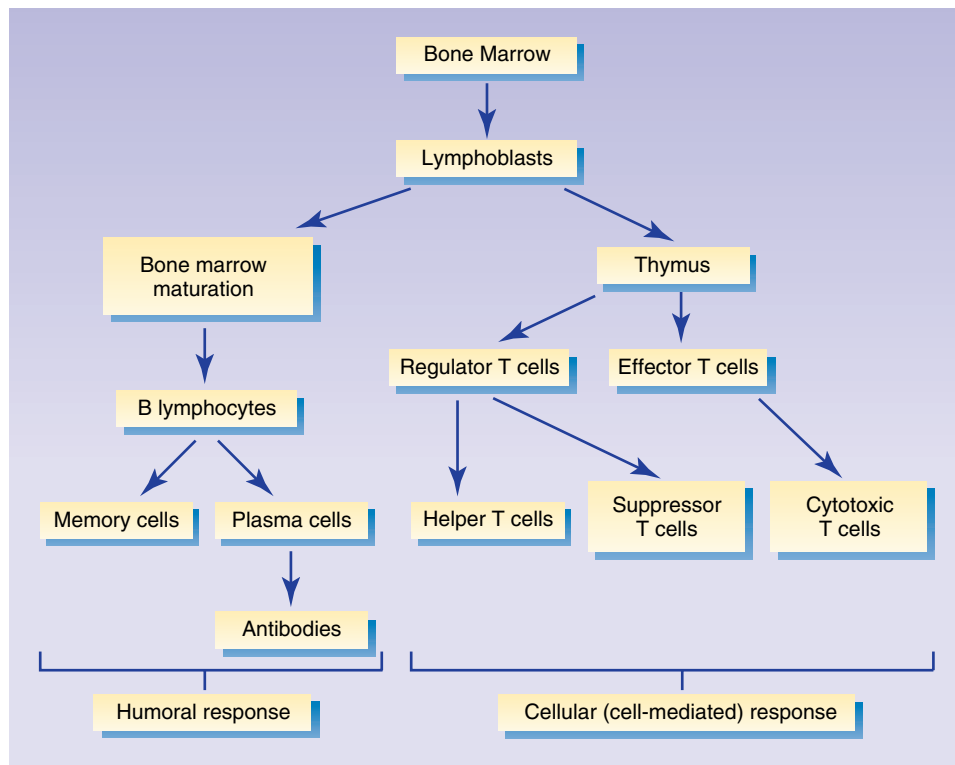 Bone Marrow
Lymphoblasts
Bone marrow
maturation
Thymus
Regulator T cells
Effector T cells
B lymphocytes
Memory cells
Plasma cells
Helper T cells
Suppressor
T cells
Cytotoxic
T cells
Antibodies
Humoral response
Cellular (cell-mediated) response